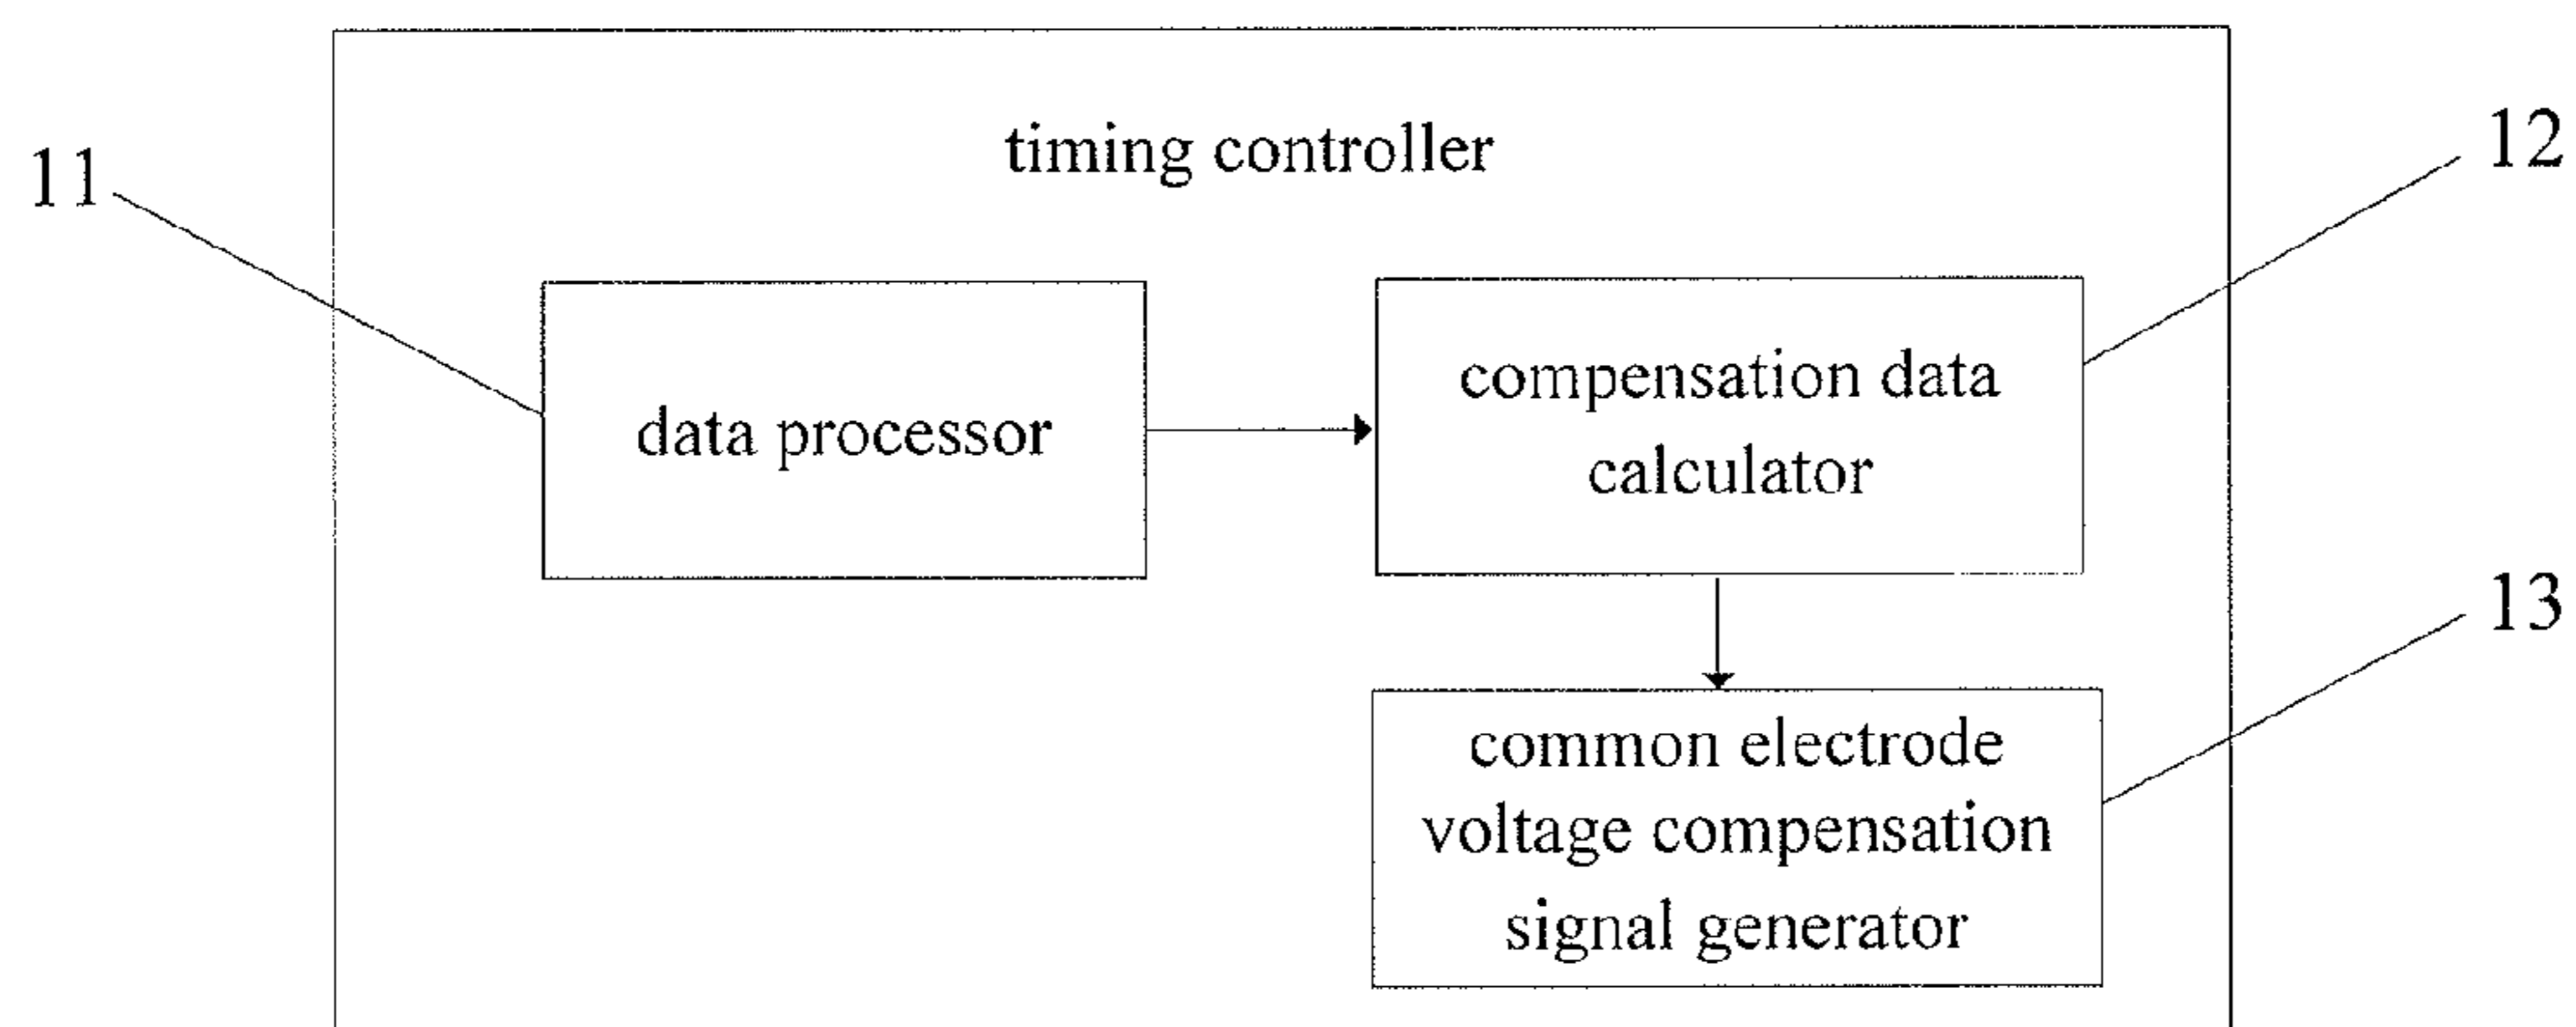 timing controller
11
12
data processor
compensation data
calculator
13
common electrode
voltage compensation
signal generator